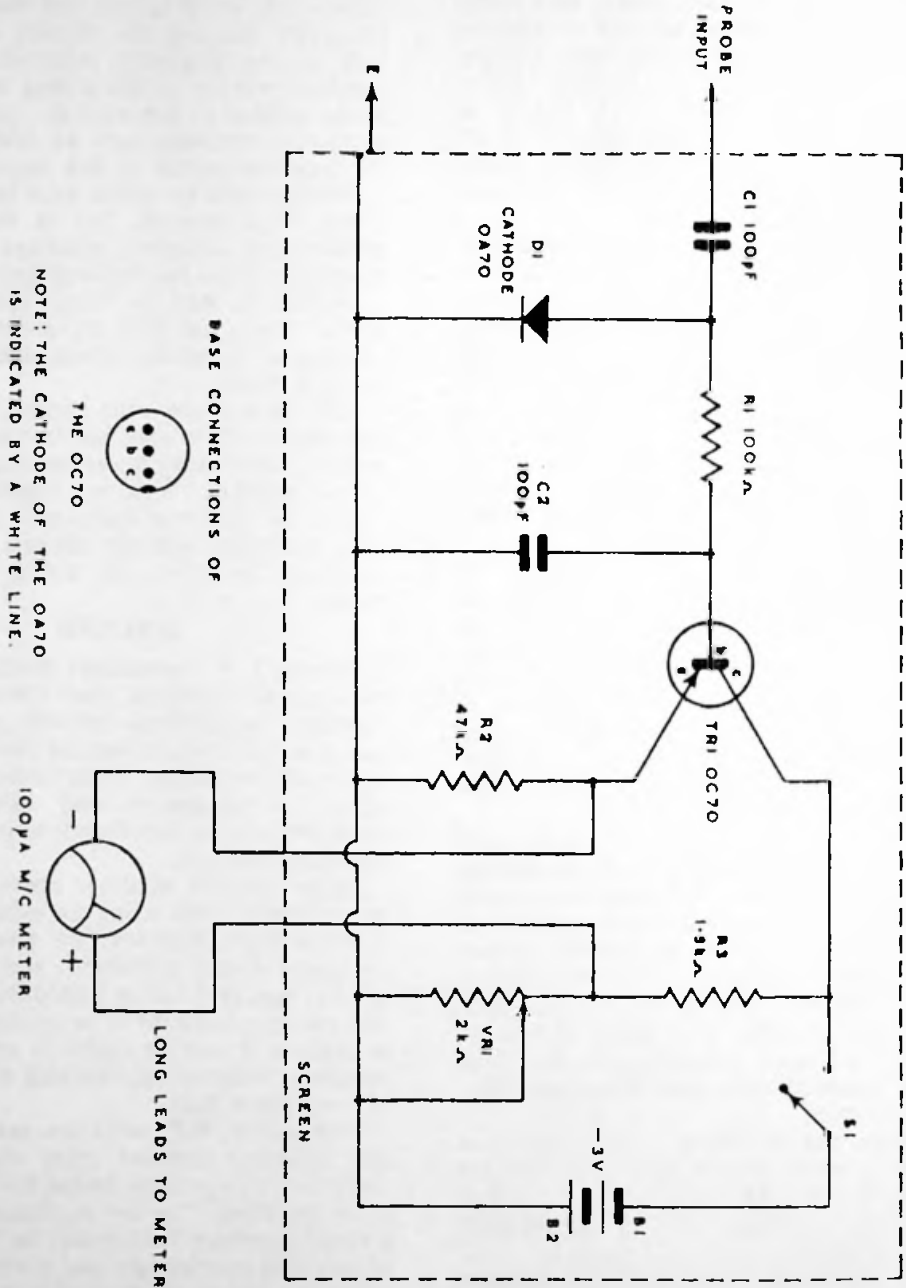 PROBE
INPUT
E
C1 100pF
D1
CATHODE
OA70
R1 100kΩ
C2
100pF
b
c
e
TR1 OC70
R2
47kΩ
R3
1·5kΩ
VR1
2kΩ
S1
−3V
B1
B2
SCREEN
BASE CONNECTIONS OF
e b c
THE OC70
NOTE: THE CATHODE OF THE OA70
IS INDICATED BY A WHITE LINE.
− +
100µA M/C METER
LONG LEADS TO METER